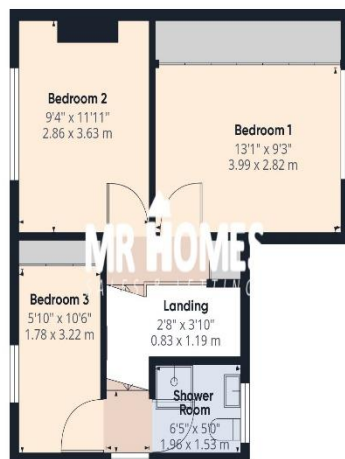 Bedroom 2
9'4" x 11'11"
2.86 x 3.63 m
Bedroom 1
13'1" x 9'3"
3.99 x 2.82 m
MR HOMES
SALES & LETTINGS
Bedroom 3
5'10" x 10'6"
1.78 x 3.22 m
Landing
2'8" x 3'10"
0.83 x 1.19 m
Shower
Room
6'5" x 5'0"
1.96 x 1.53 m